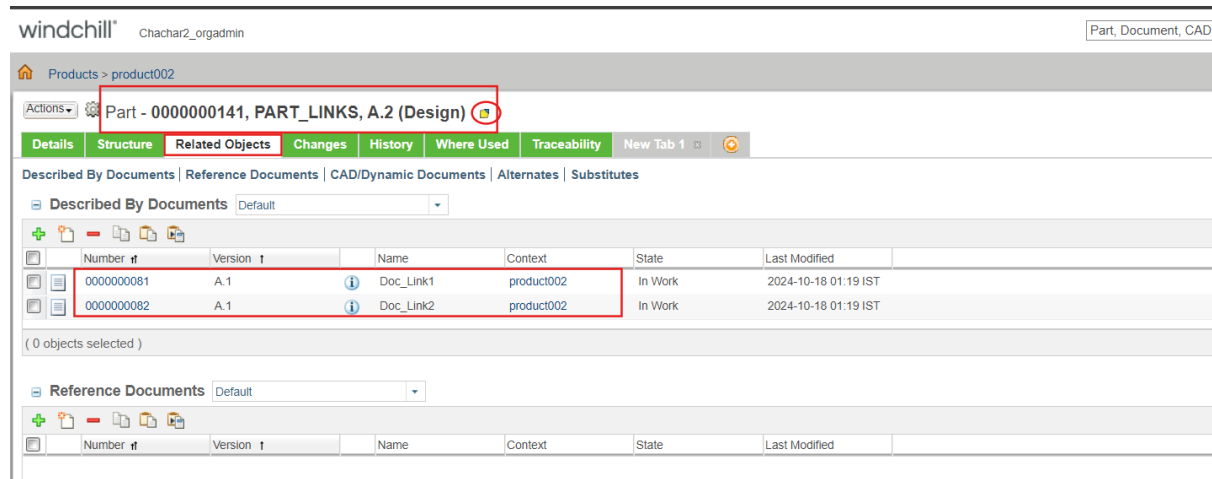 windchill® Chachar2_orgadmin Part, Document, CAD
Products > product002
Actions Part - 0000000141, PART_LINKS, A.2 (Design)
Details Structure Related Objects Changes History Where Used Traceability New Tab 1
Described By Documents | Reference Documents | CAD/Dynamic Documents | Alternates | Substitutes
Described By Documents Default
Number Version Name Context State Last Modified
0000000081 A.1 Doc_Link1 product002 In Work 2024-10-18 01:19 IST
0000000082 A.1 Doc_Link2 product002 In Work 2024-10-18 01:19 IST
( 0 objects selected )
Reference Documents Default
Number Version Name Context State Last Modified